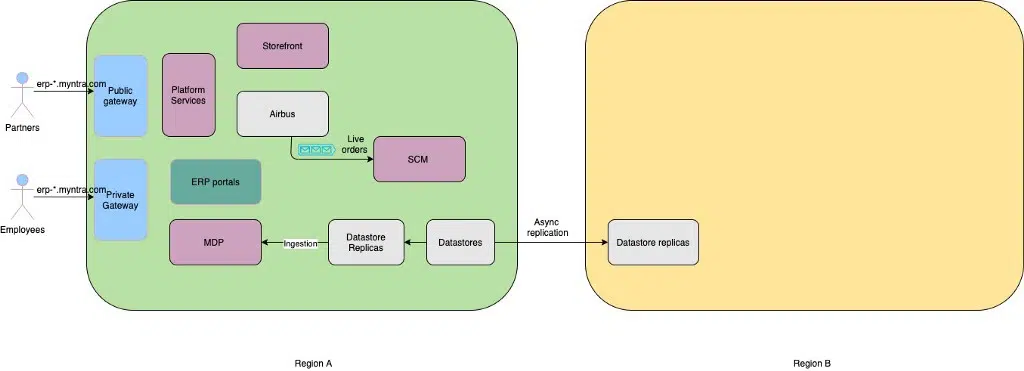 Storefront
erp-*.myntra.com
Public
gateway
Platform
Services
Partners
Airbus
Live
orders
SCM
erp-*.myntra.com
Private
Gateway
ERP portals
Employees
MDP
Ingestion
Datastore
Replicas
Datastores
Async
replication
Datastore replicas
Region A
Region B